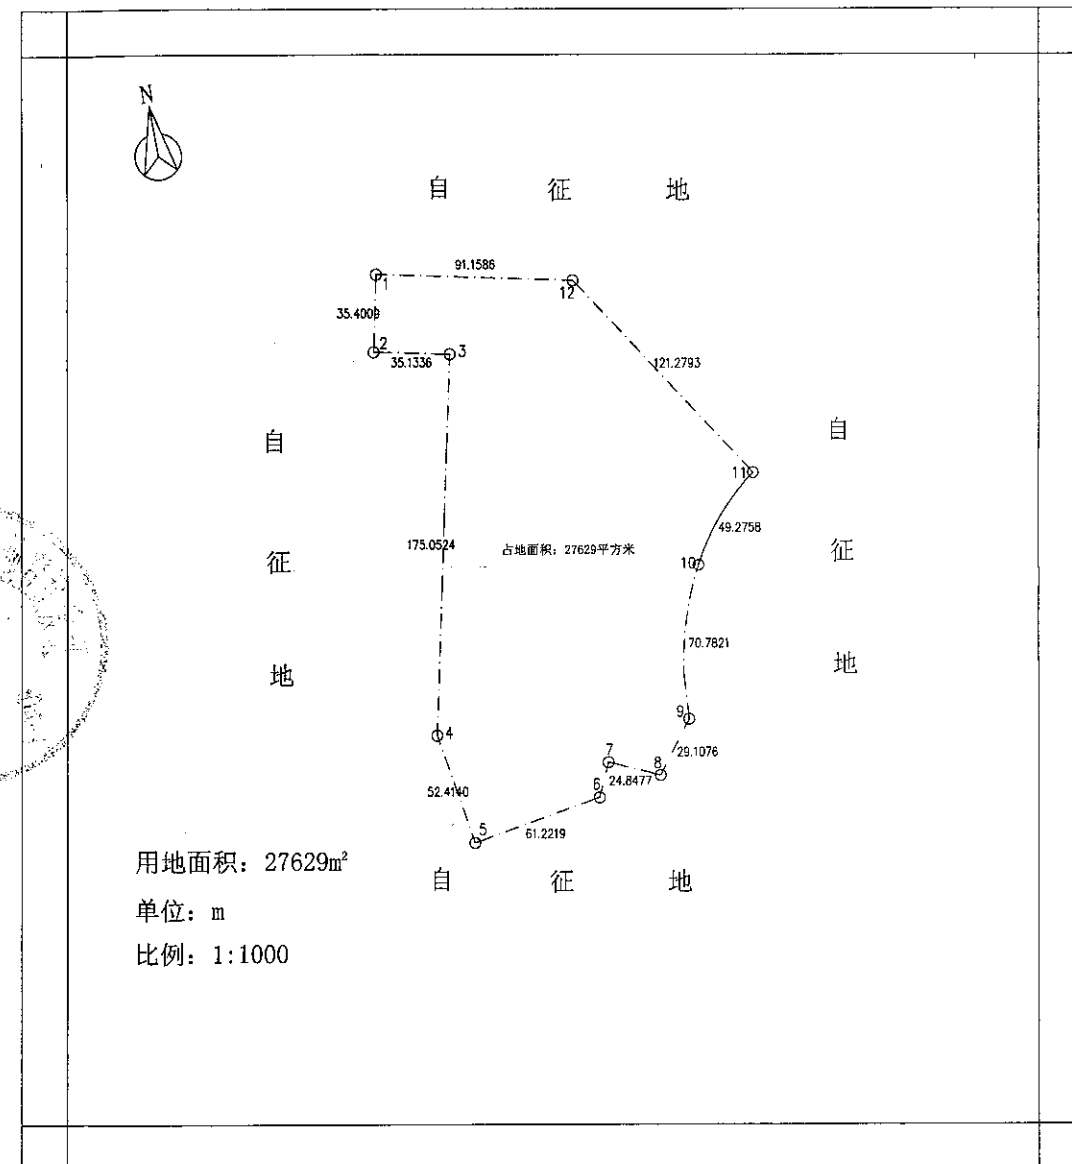 N
自 征 地
91.1586
1
12
35.4009
2
3
35.1336
121.2793
自
自
11
49.2758
175.0524
占地面积：27629平方米
征
10
征
70.7821
地
地
9
4
29.1076
7
8
24.8477
6
52.4140
5
61.2219
用地面积：27629m²
自 征 地
单位：m
比例：1:1000